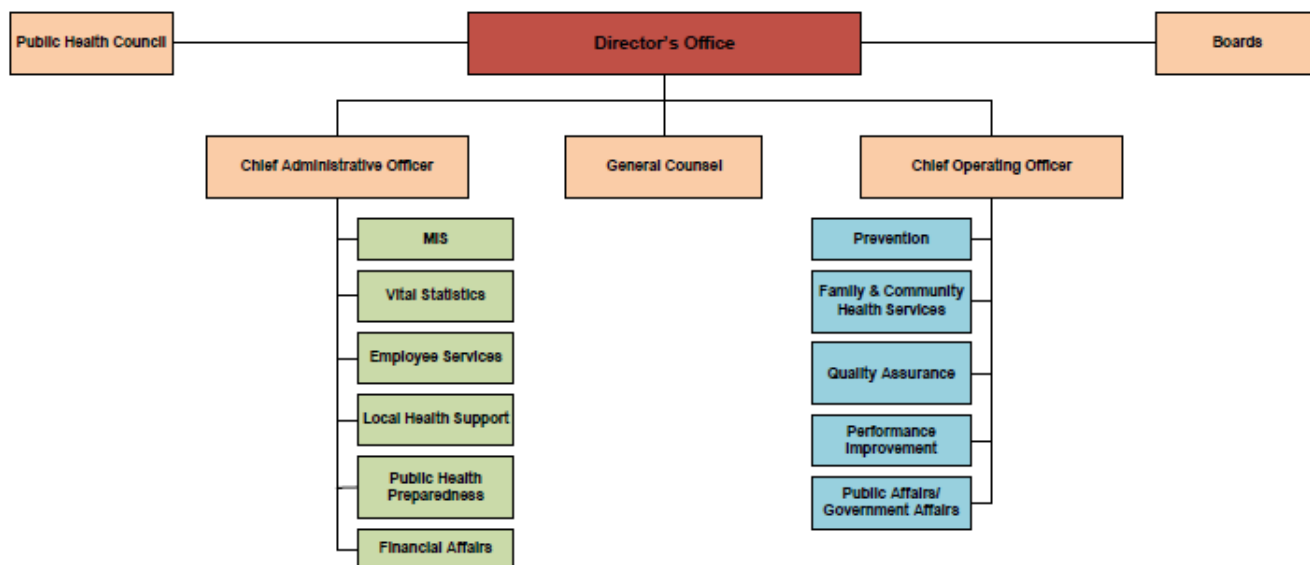 Public Health Council
Director's Office
Boards
Chief Administrative Officer
General Counsel
Chief Operating Officer
MIS
Vital Statistics
Employee Services
Local Health Support
Public Health
Preparedness
Financial Affairs
Prevention
Family & Community
Health Services
Quality Assurance
Performance
Improvement
Public Affairs/
Government Affairs